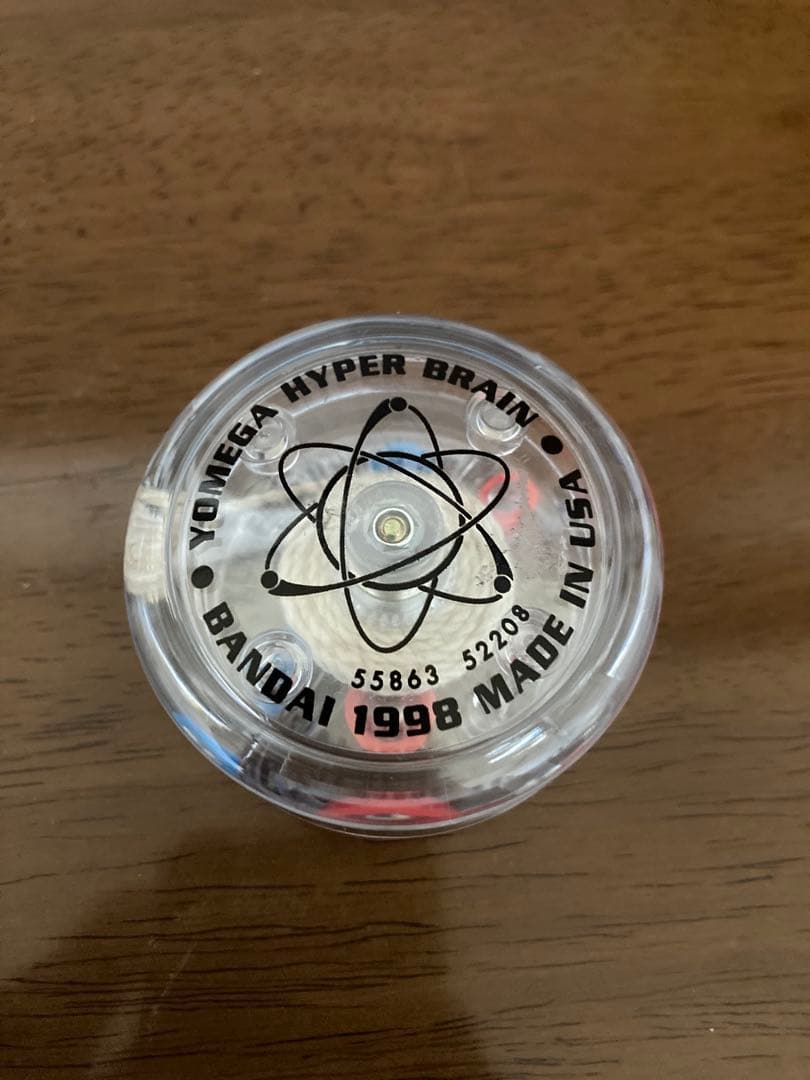 YOMEGA HYPER BRAIN
55863 52208
BANDAI 1998 MADE IN USA